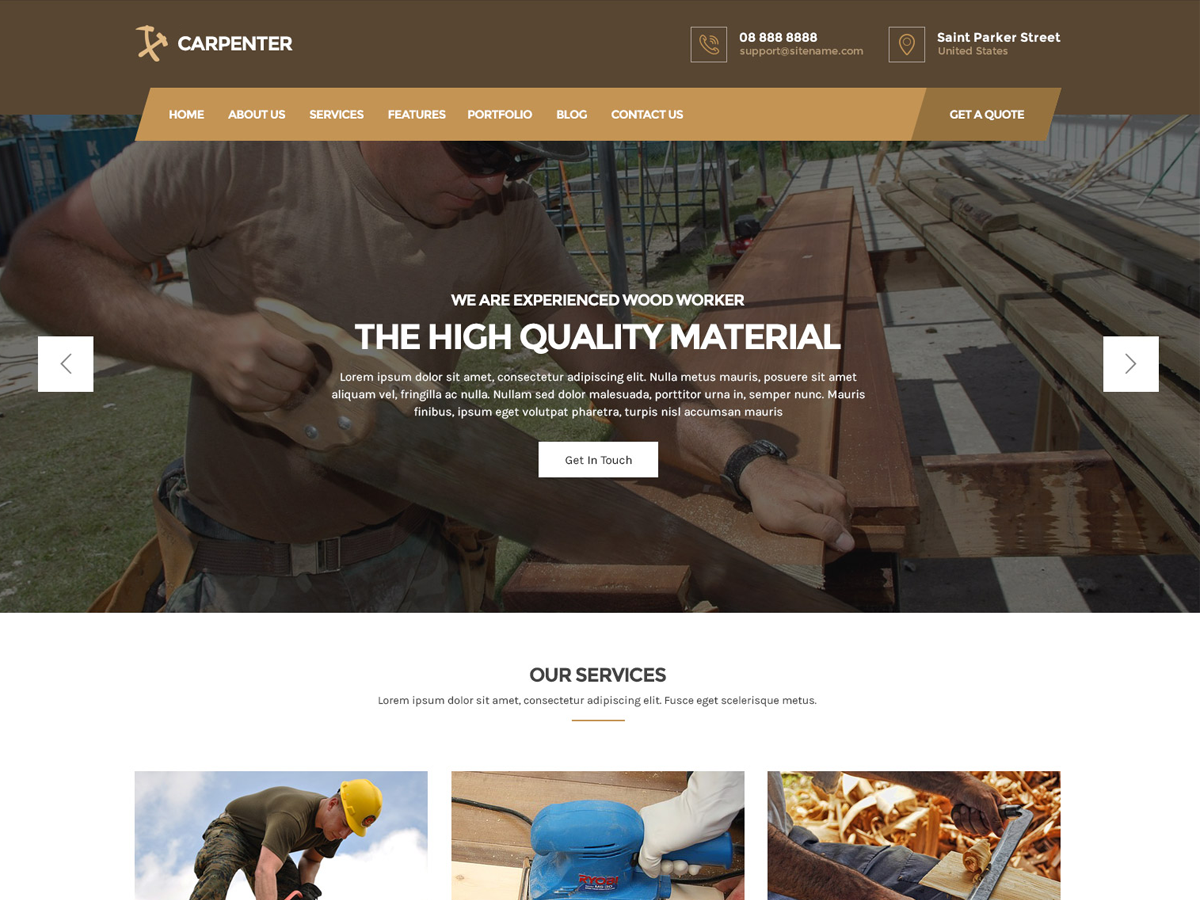 CARPENTER
08 888 8888
support@sitename.com
Saint Parker Street
United States
HOME ABOUT US SERVICES FEATURES PORTFOLIO BLOG CONTACT US GET A QUOTE
WE ARE EXPERIENCED WOOD WORKER
THE HIGH QUALITY MATERIAL
Lorem ipsum dolor sit amet, consectetur adipiscing elit. Nulla metus mauris, posuere sit amet
aliquam vel, fringilla ac nulla. Nullam sed dolor malesuada, porttitor urna in, semper nunc. Mauris
finibus, ipsum eget volutpat pharetra, turpis nisl accumsan mauris
Get In Touch
OUR SERVICES
Lorem ipsum dolor sit amet, consectetur adipiscing elit. Fusce eget scelerisque metus.
RYOBI